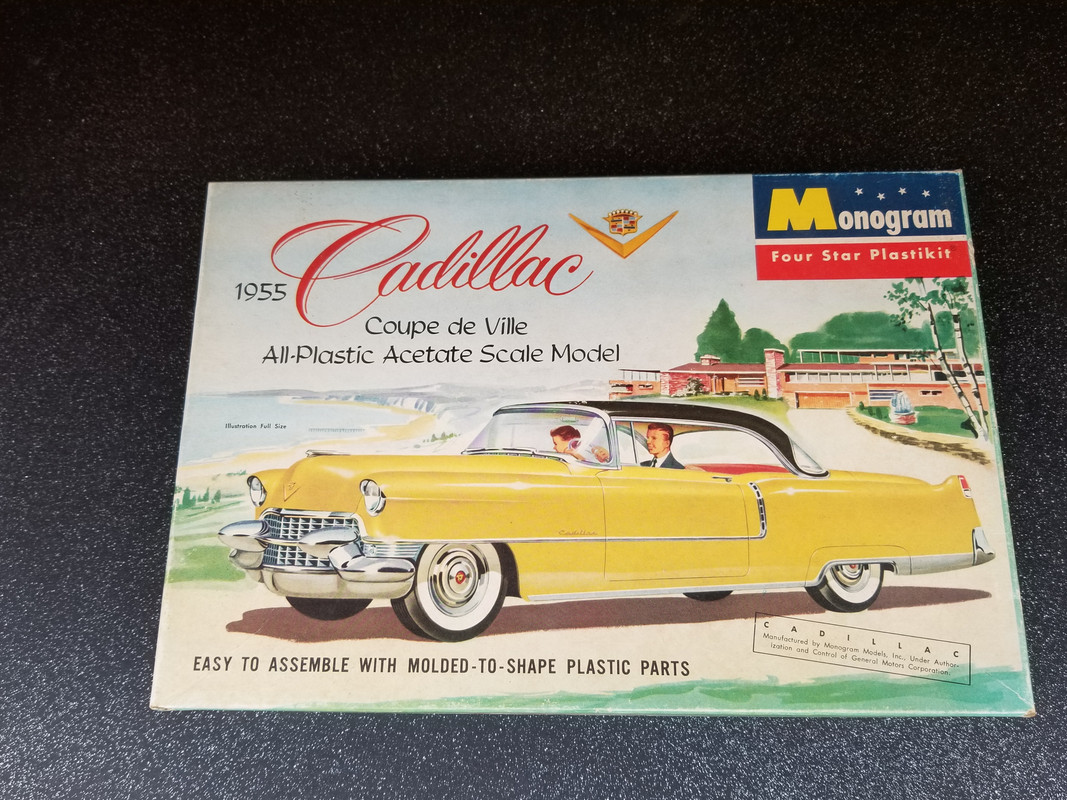 Monogram
Four Star Plastikit
1955 Cadillac
Coupe de Ville
All-Plastic Acetate Scale Model
Illustration Full Size
Cadillac
EASY TO ASSEMBLE WITH MOLDED-TO-SHAPE PLASTIC PARTS
CADILLAC
Manufactured by Monogram Models, Inc., Under Author-
ization and Control of General Motors Corporation.